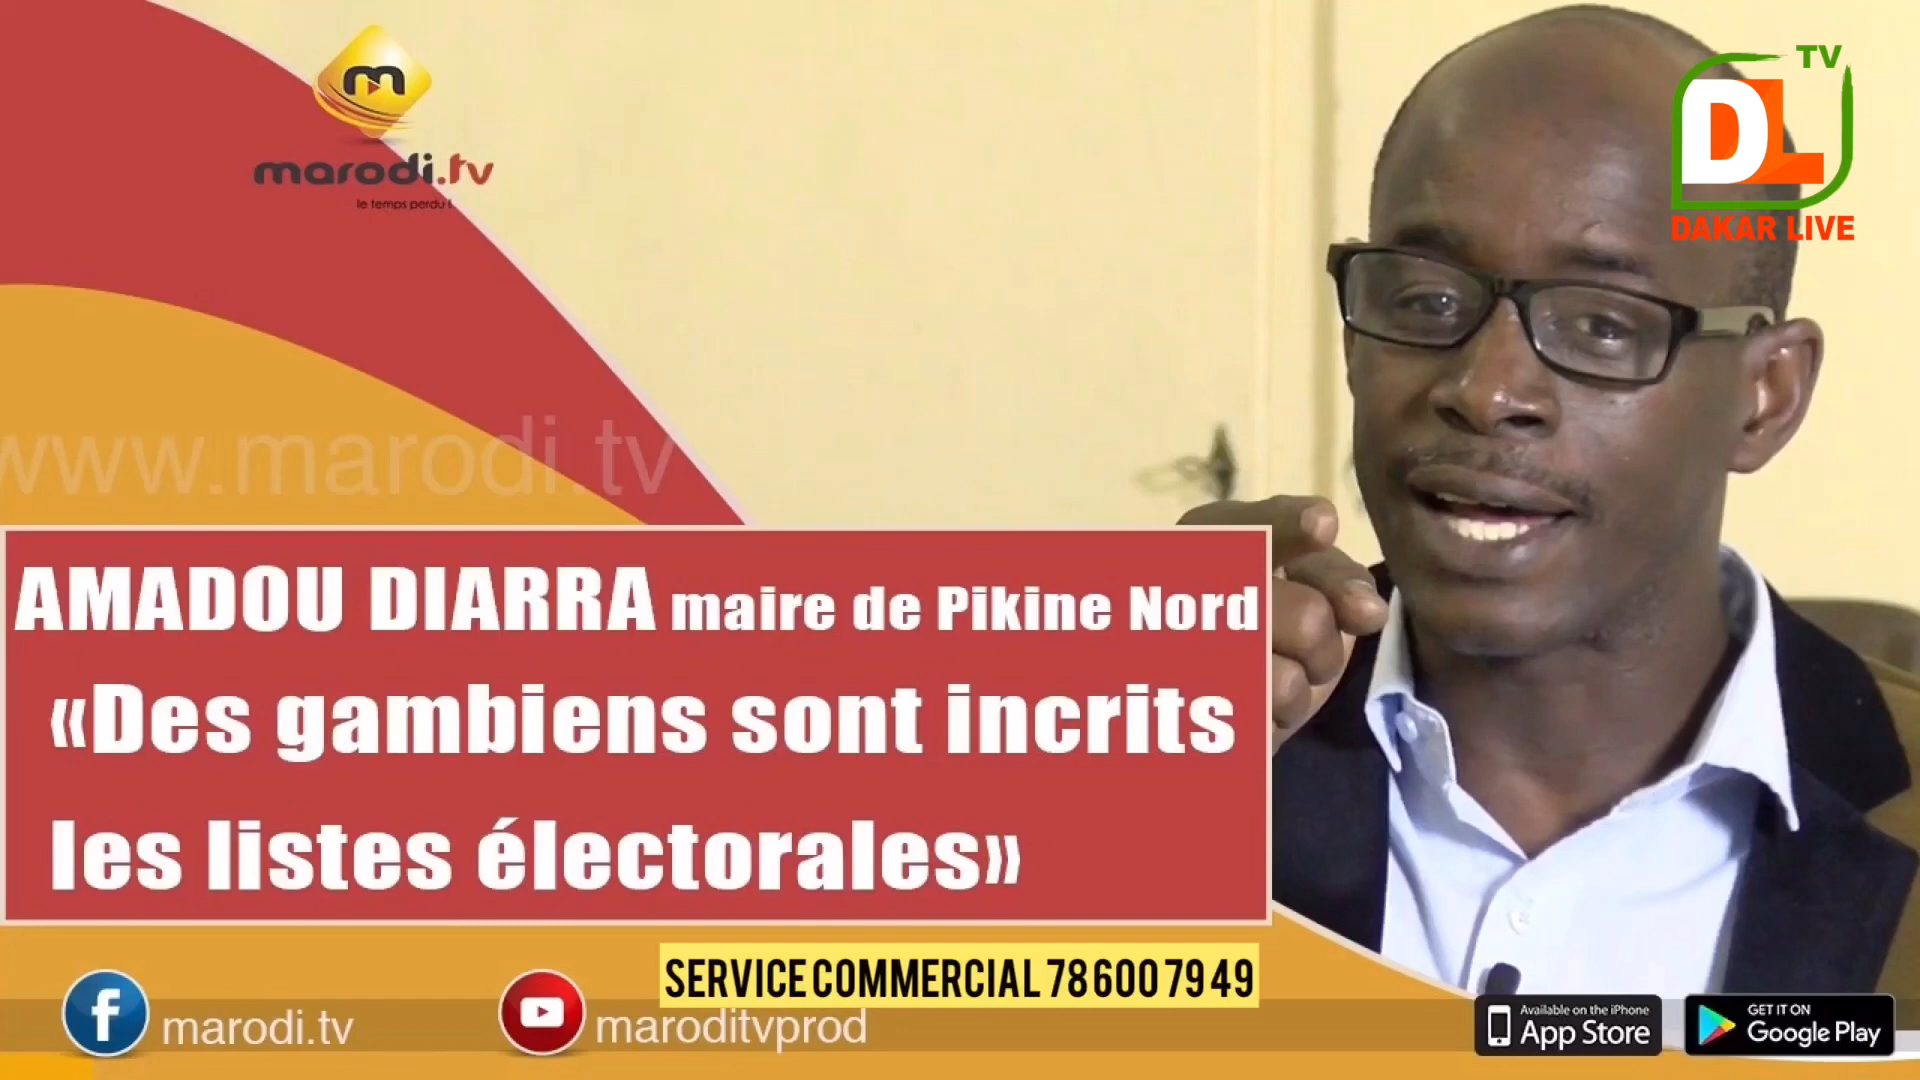 TV
DL
DAKAR LIVE
m
marodi.tv
le temps perdu !
www.marodi.tv
AMADOU DIARRA maire de Pikine Nord
«Des gambiens sont incrits
les listes électorales»
SERVICE COMMERCIAL 78 600 79 49
marodi.tv
maroditvprod
Available on the iPhone
App Store
GET IT ON
Google Play